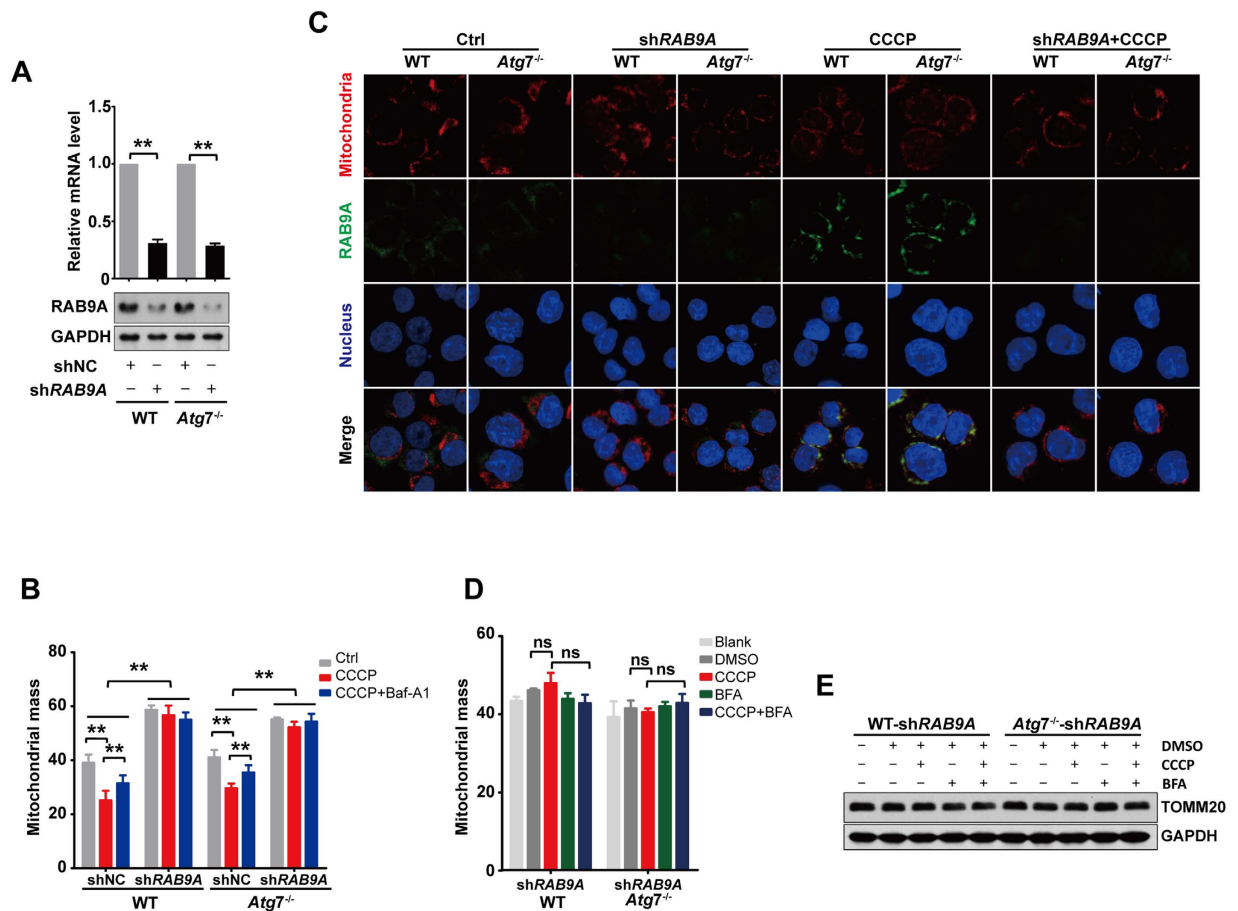 A
1.5
1.0
0.5
0
Relative mRNA level
** **
RAB9A
GAPDH
shNC + – + –
shRAB9A – + – +
WT Atg7-/-
C
Ctrl shRAB9A CCCP shRAB9A+CCCP
WT Atg7-/- WT Atg7-/- WT Atg7-/- WT Atg7-/-
Mitochondria
RAB9A
Nucleus
Merge
B
Mitochondrial mass
80
60
40
20
0
** **
** ** ** **
Ctrl
CCCP
CCCP+Baf-A1
shNC shRAB9A shNC shRAB9A
WT Atg7-/-
D
Mitochondrial mass
60
40
20
0
ns ns ns ns
Blank
DMSO
CCCP
BFA
CCCP+BFA
shRAB9A shRAB9A
WT Atg7-/-
E
WT-shRAB9A Atg7-/--shRAB9A
– + + + + – + + + + DMSO
+ + + + CCCP
+ + + + BFA
TOMM20
GAPDH